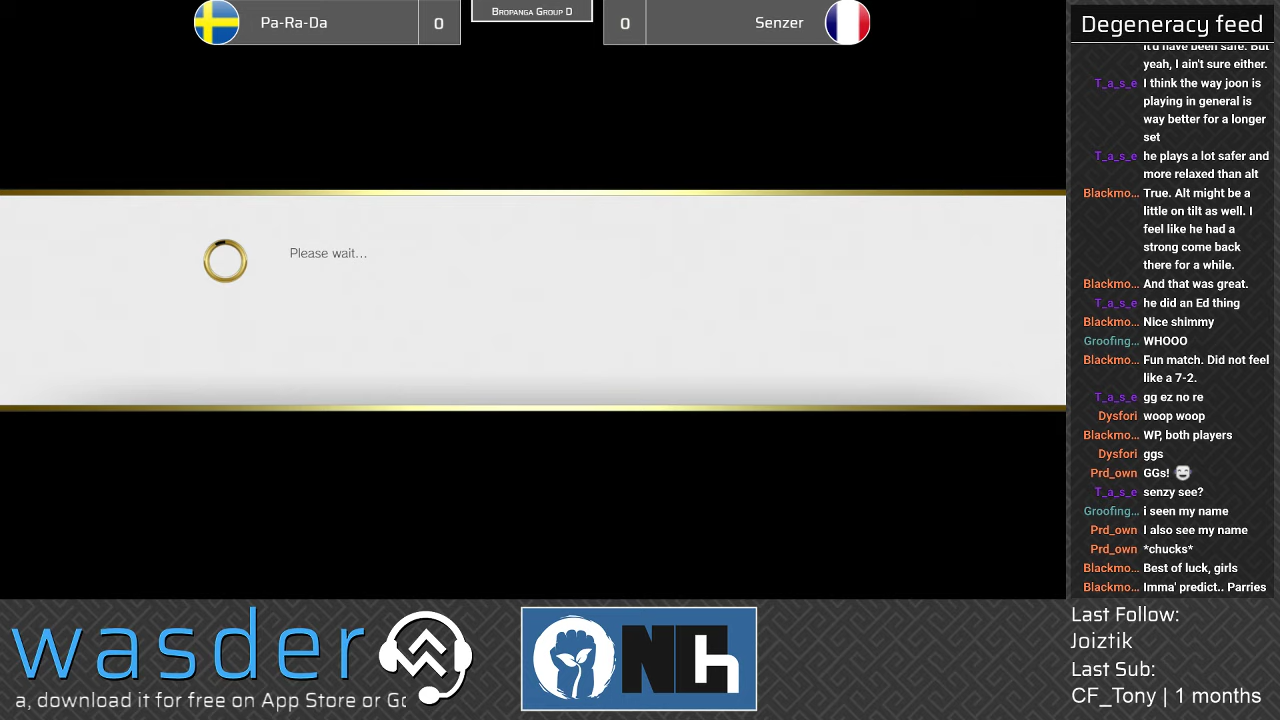 Pa-Ra-Da
0
Bropanga Group D
0
Senzer
Please wait...
Degeneracy feed
it'd have been safe. But
yeah, I ain't sure either.
T_a_s_e I think the way joon is
playing in general is
way better for a longer
set
T_a_s_e he plays a lot safer and
more relaxed than alt
Blackmo... True. Alt might be a
little on tilt as well. I
feel like he had a
strong come back
there for a while.
Blackmo... And that was great.
T_a_s_e he did an Ed thing
Blackmo... Nice shimmy
Groofing... WHOOO
Blackmo... Fun match. Did not feel
like a 7-2.
T_a_s_e gg ez no re
Dysfori woop woop
Blackmo... WP, both players
Dysfori ggs
Prd_own GGs!
T_a_s_e senzy see?
Groofing... i seen my name
Prd_own I also see my name
Prd_own *chucks*
Blackmo... Best of luck, girls
Blackmo... Imma' predict.. Parries
wasder
a, download it for free on App Store or Go
NCh
Last Follow:
Joiztik
Last Sub:
CF_Tony | 1 months